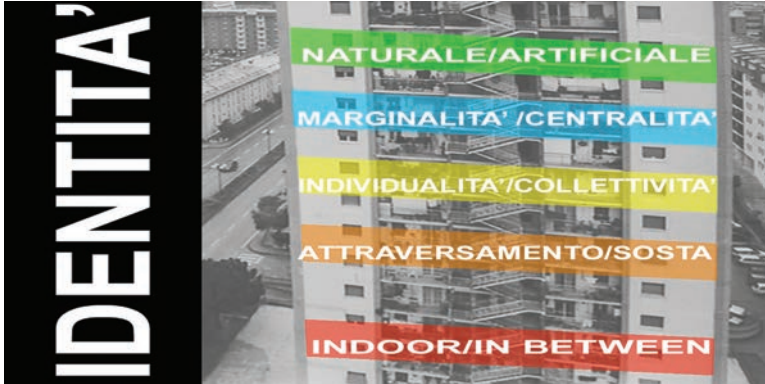 IDENTITA’
NATURALE/ARTIFICIALE
MARGINALITA’ /CENTRALITA’
INDIVIDUALITA’/COLLETTIVITA’
ATTRAVERSAMENTO/SOSTA
INDOOR/IN BETWEEN